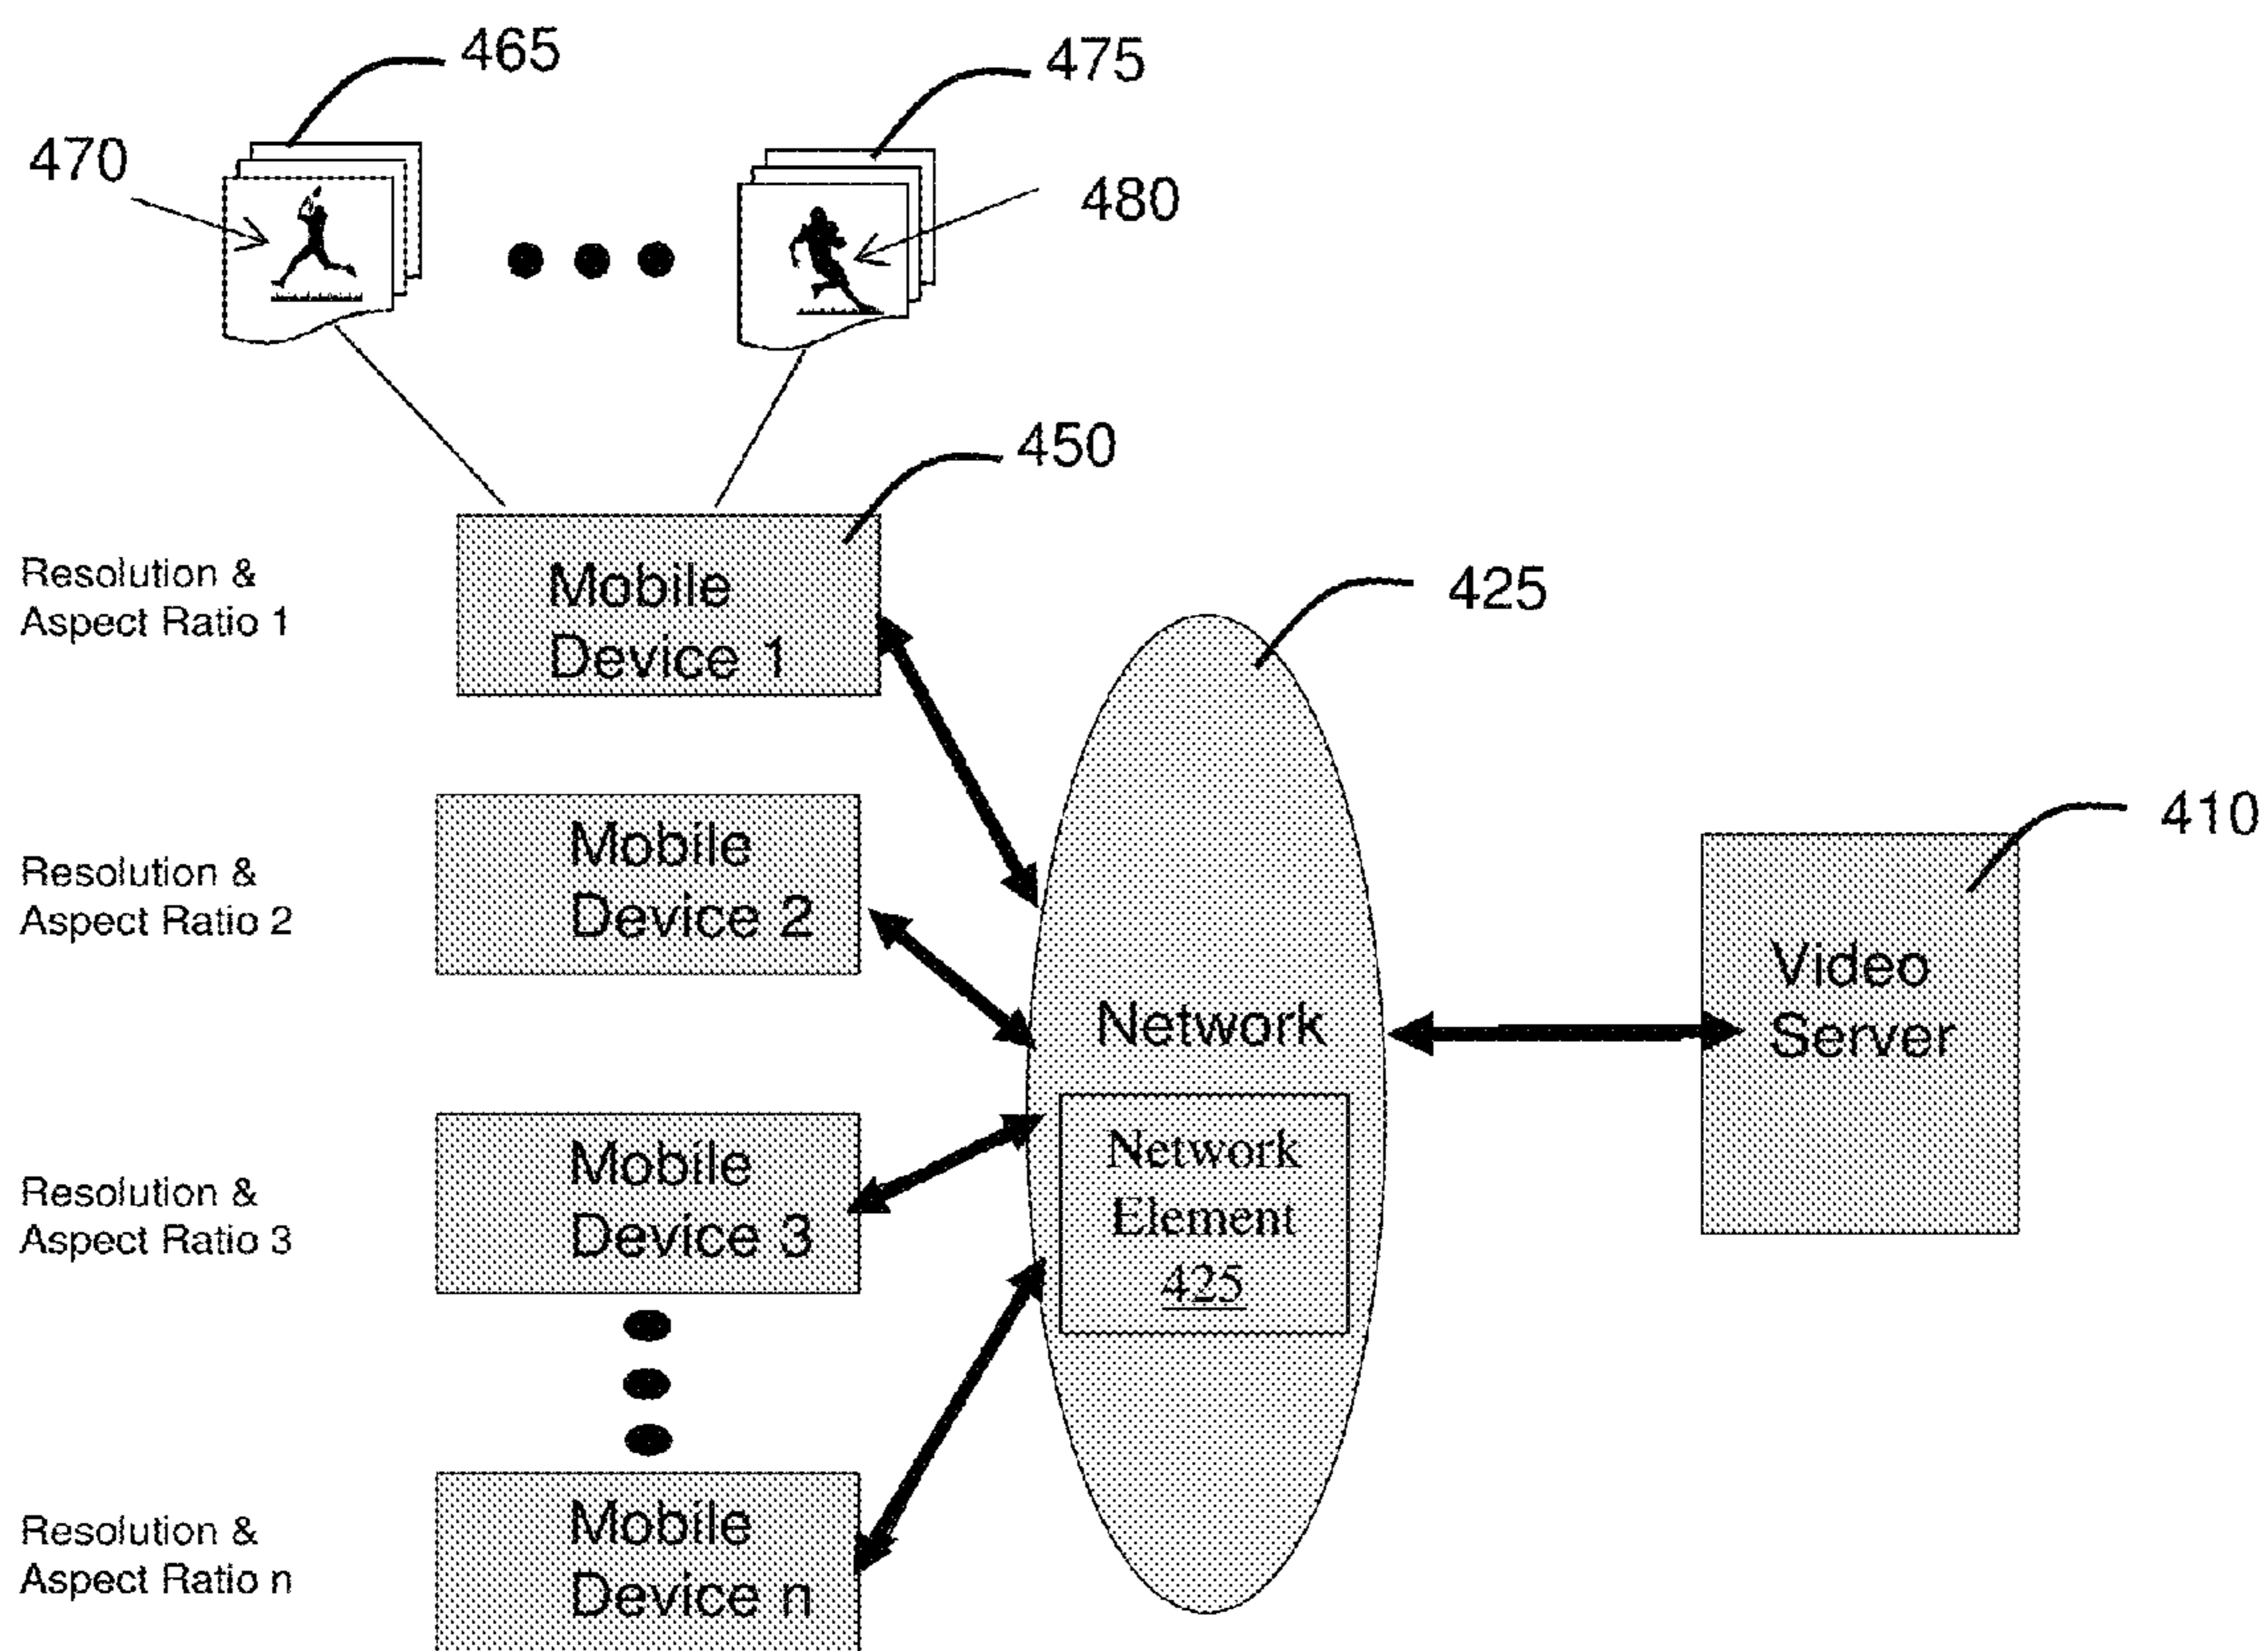 465
475
470
480
450
Resolution &
Aspect Ratio 1
Mobile
Device 1
425
Resolution &
Aspect Ratio 2
Mobile
Device 2
410
Video
Server
Network
Resolution &
Aspect Ratio 3
Mobile
Device 3
Network
Element
425
Resolution &
Aspect Ratio n
Mobile
Device n